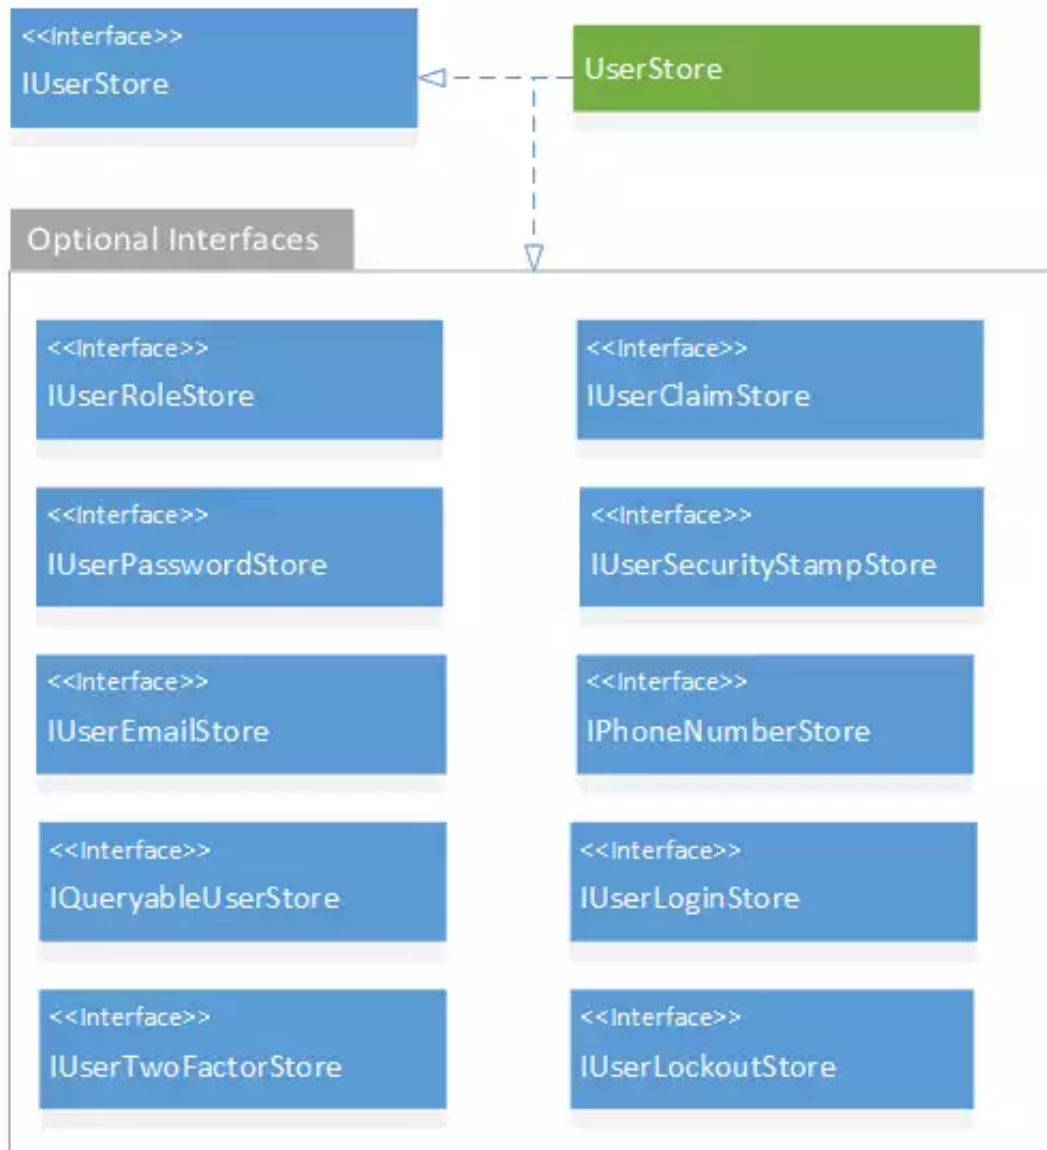 <<Interface>>
IUserStore
UserStore
Optional Interfaces
<<Interface>>
IUserRoleStore
<<Interface>>
IUserClaimStore
<<Interface>>
IUserPasswordStore
<<Interface>>
IUserSecurityStampStore
<<Interface>>
IUserEmailStore
<<Interface>>
IPhoneNumberStore
<<Interface>>
IQueryableUserStore
<<Interface>>
IUserLoginStore
<<Interface>>
IUserTwoFactorStore
<<Interface>>
IUserLockoutStore